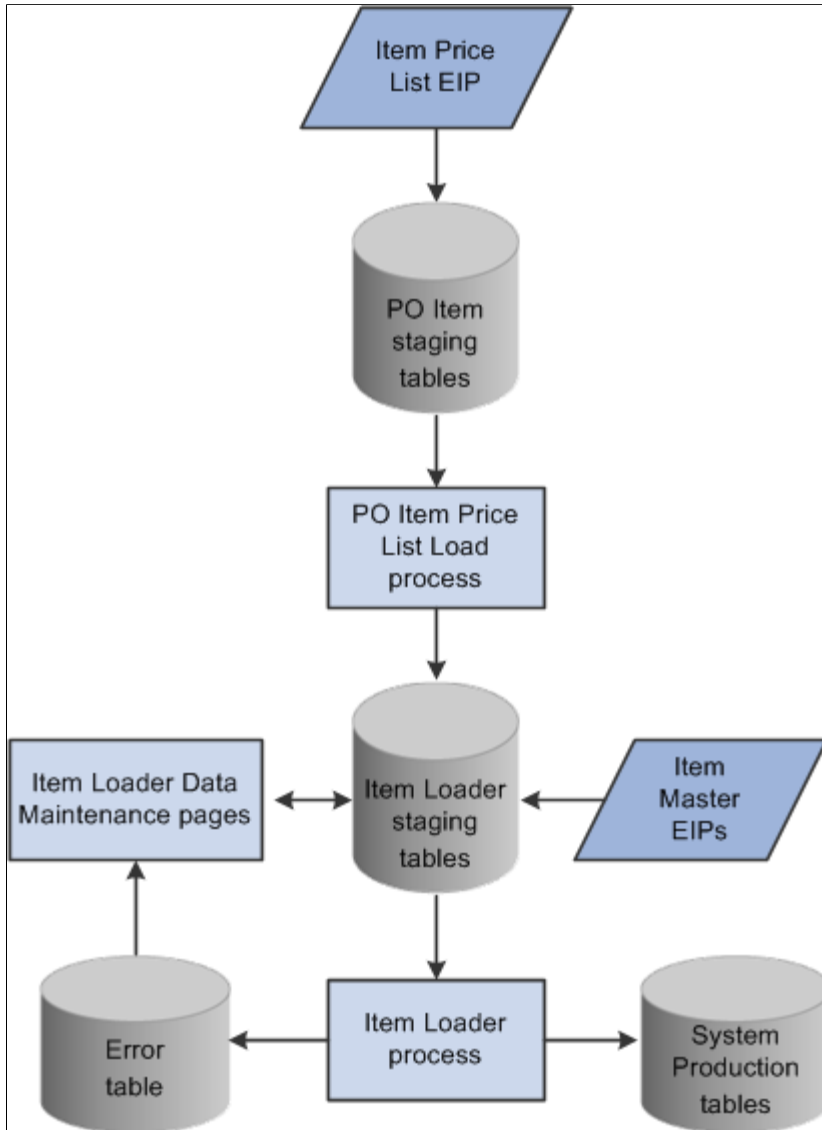 Item Price
List EIP
PO Item
staging
tables
PO Item Price
List Load
process
Item Loader Data
Maintenance pages
Item Loader
staging
tables
Item
Master
EIPs
Error
table
Item Loader
process
System
Production
tables